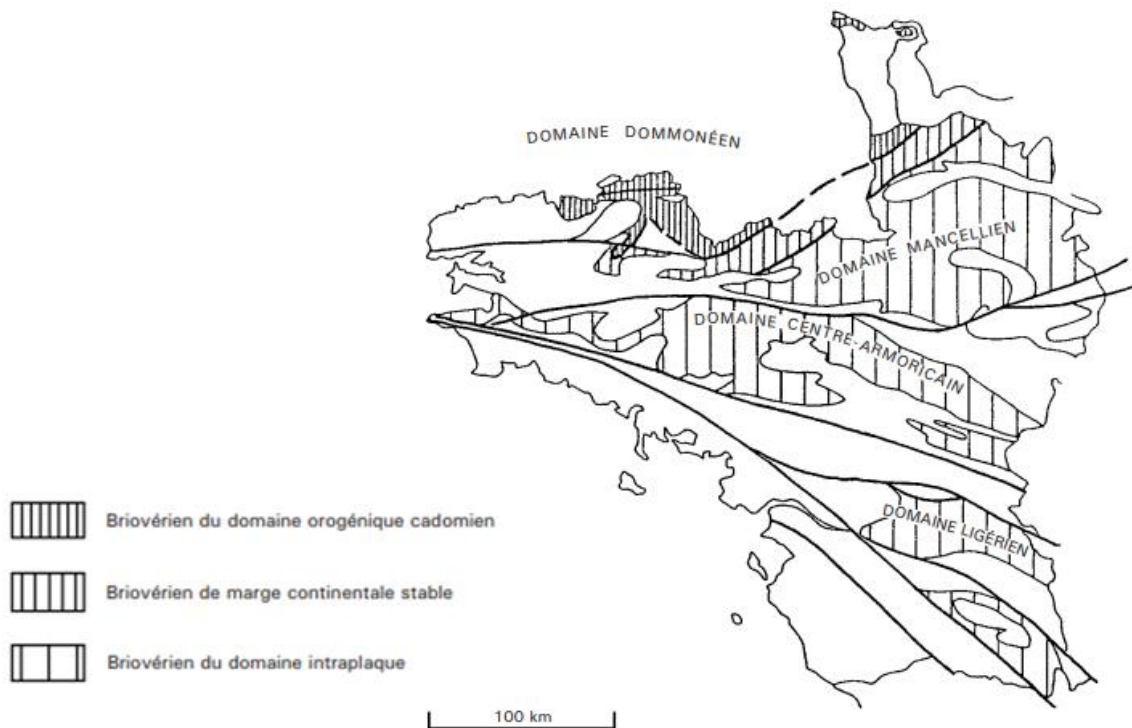 DOMAINE DOMMONÉEN
DOMAINE MANCELLIEN
DOMAINE CENTRE-ARMORICAIN
DOMAINE LIGÉRIEN
Briovérien du domaine orogénique cadomien
Briovérien de marge continentale stable
Briovérien du domaine intraplaque
100 km